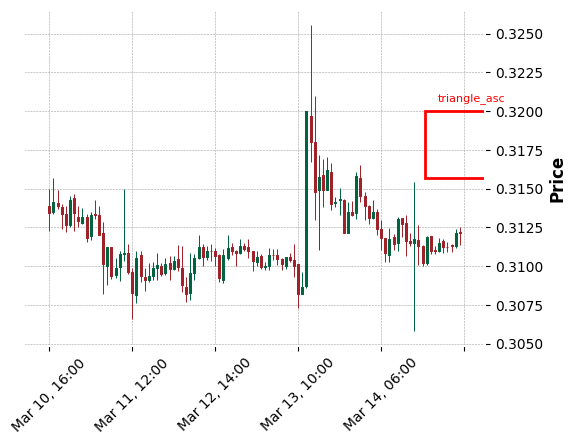 0.3250
0.3225
triangle_asc
0.3200
0.3175
Price
0.3150
0.3125
0.3100
0.3075
0.3050
Mar 10, 16:00
Mar 11, 12:00
Mar 12, 14:00
Mar 13, 10:00
Mar 14, 06:00